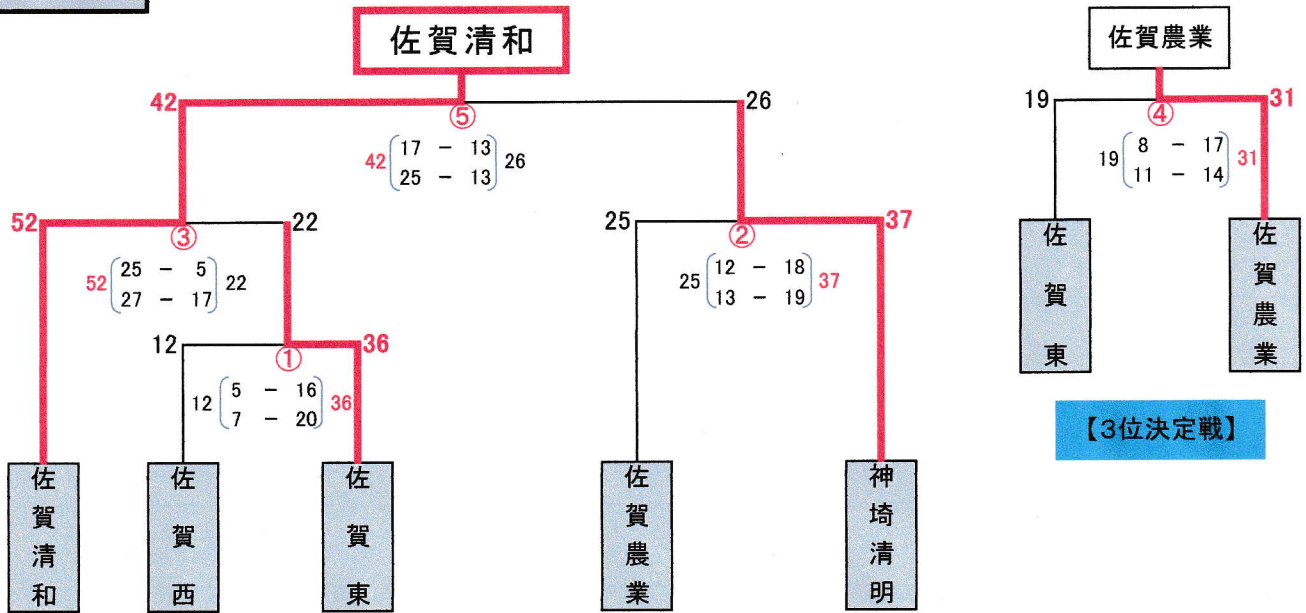 佐賀清和
佐賀農業
42
26
⑤
42 17 - 13 26
25 - 13
19
31
④
19 8 - 17 31
11 - 14
52
22
③
52 25 - 5 22
27 - 17
25
37
②
25 12 - 18 37
13 - 19
12
36
①
12 5 - 16 36
7 - 20
佐賀東
佐賀農業
【3位決定戦】
佐賀清和
佐賀西
佐賀東
佐賀農業
神埼清明